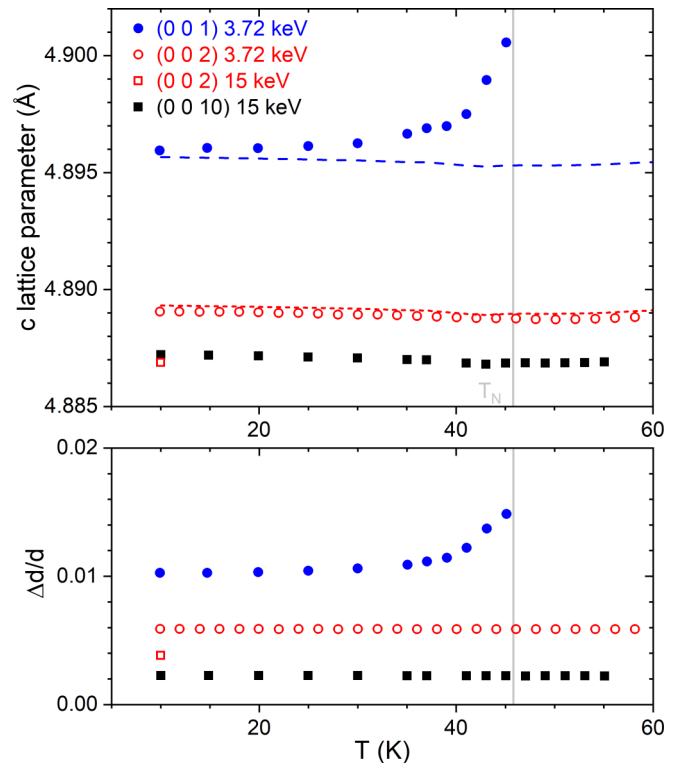 (0 0 1) 3.72 keV
(0 0 2) 3.72 keV
(0 0 2) 15 keV
(0 0 10) 15 keV
c lattice parameter (Å)
4.900
4.895
4.890
4.885
T_N
20
40
60
Δd/d
0.02
0.01
0.00
20
40
60
T (K)